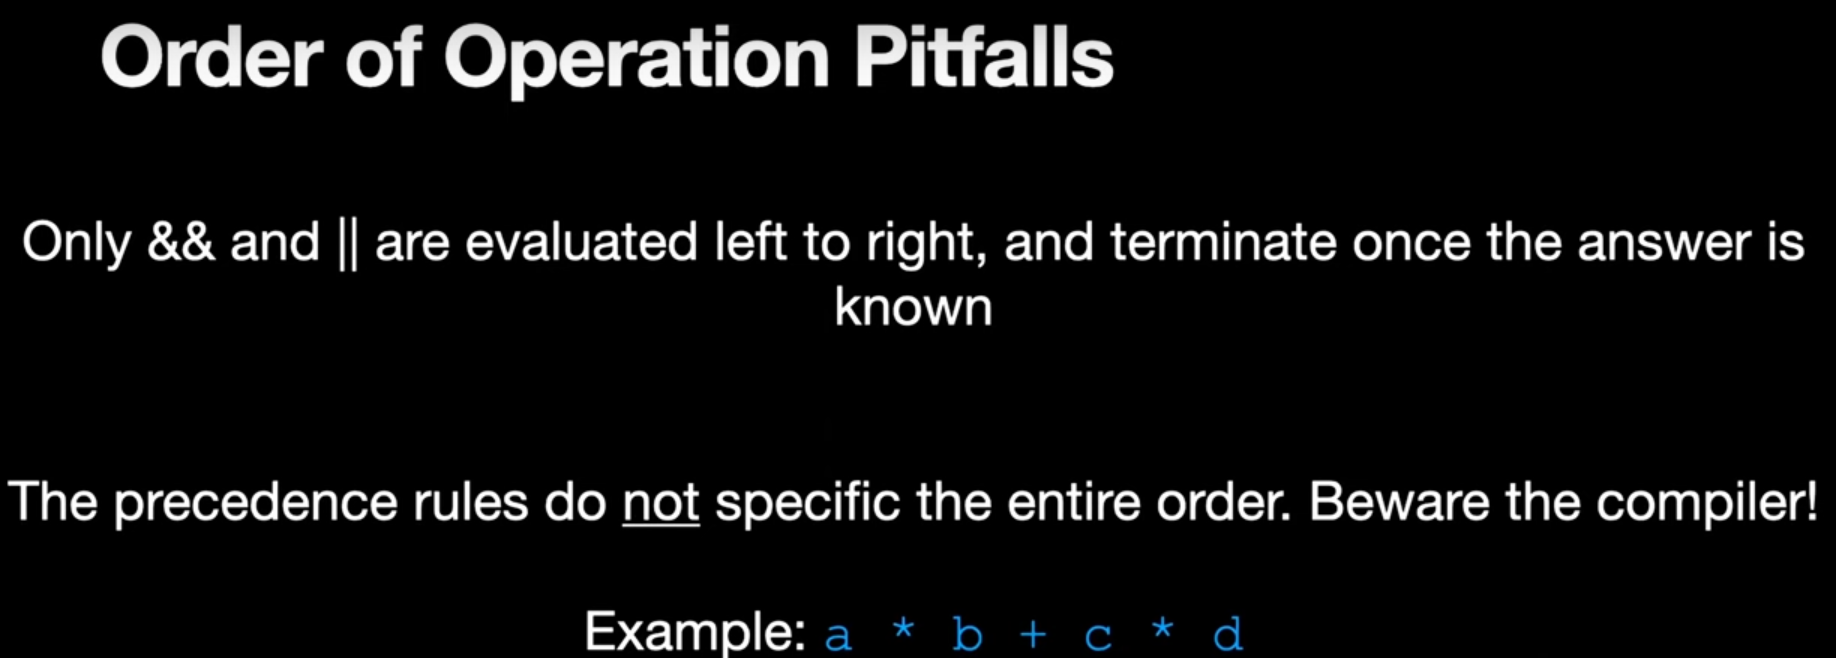 Order of Operation Pitfalls
Only && and || are evaluated left to right, and terminate once the answer is
known
The precedence rules do not specific the entire order. Beware the compiler!
Example: a * b + c * d